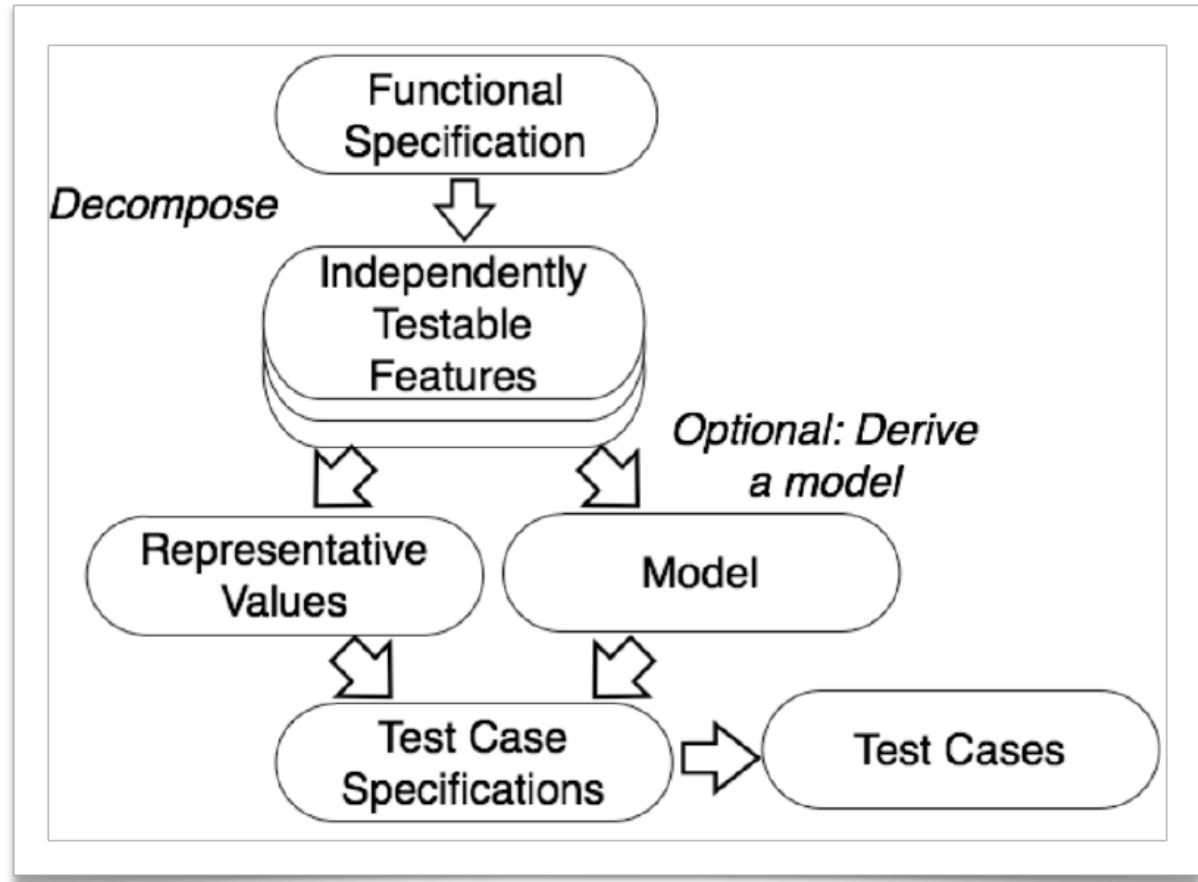 Functional
Specification
Decompose
Independently
Testable
Features
Optional: Derive
a model
Representative
Values
Model
Test Case
Specifications
Test Cases